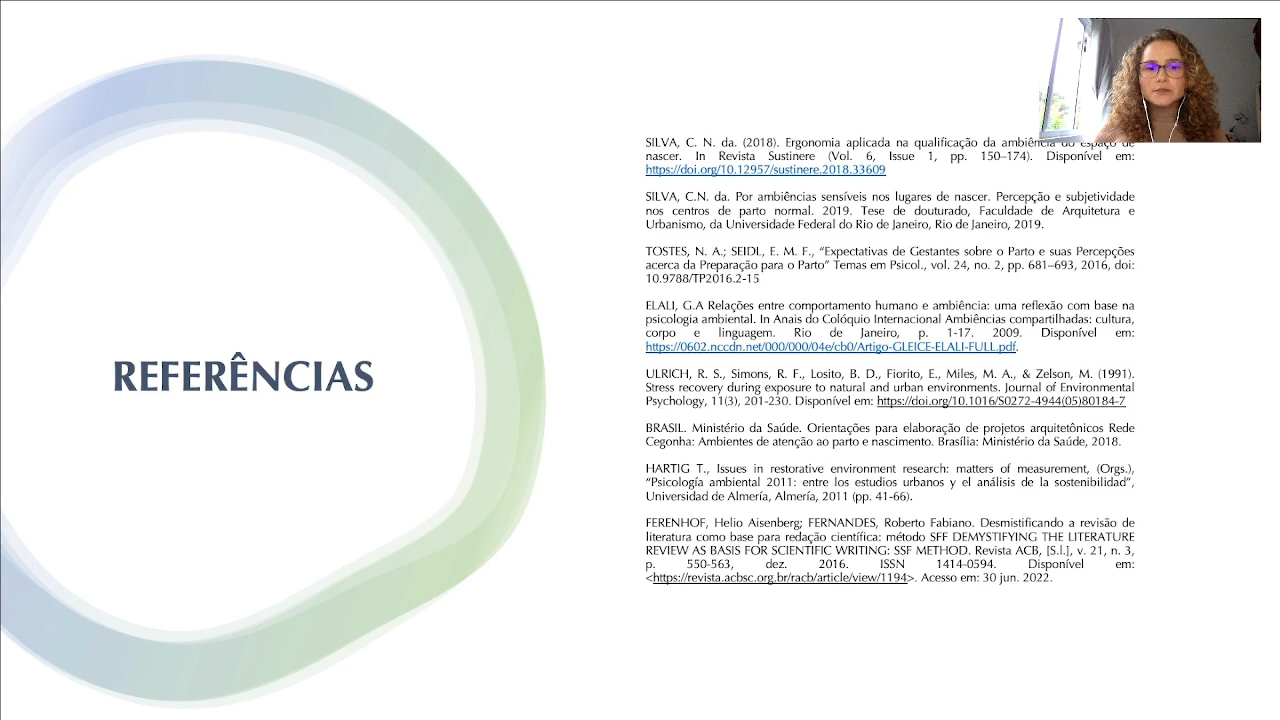 REFERÊNCIAS
SILVA, C. N. da. (2018). Ergonomia aplicada na qualificação da ambiência do espaço de
nascer. In Revista Sustinere (Vol. 6, Issue 1, pp. 150–174). Disponível em:
https://doi.org/10.12957/sustinere.2018.33609
SILVA, C.N. da. Por ambiências sensíveis nos lugares de nascer. Percepção e subjetividade
nos centros de parto normal. 2019. Tese de douturado, Faculdade de Arquitetura e
Urbanismo, da Universidade Federal do Rio de Janeiro, Rio de Janeiro, 2019.
TOSTES, N. A.; SEIDL, E. M. F., “Expectativas de Gestantes sobre o Parto e suas Percepções
acerca da Preparação para o Parto” Temas em Psicol., vol. 24, no. 2, pp. 681–693, 2016, doi:
10.9788/TP2016.2-15
ELALI, G.A Relações entre comportamento humano e ambiência: uma reflexão com base na
psicologia ambiental. In Anais do Colóquio Internacional Ambiências compartilhadas: cultura,
corpo e linguagem. Rio de Janeiro, p. 1-17. 2009. Disponível em:
https://0602.nccdn.net/000/000/04e/cb0/Artigo-GLEICE-ELALI-FULL.pdf.
ULRICH, R. S., Simons, R. F., Losito, B. D., Fiorito, E., Miles, M. A., & Zelson, M. (1991).
Stress recovery during exposure to natural and urban environments. Journal of Environmental
Psychology, 11(3), 201-230. Disponível em: https://doi.org/10.1016/S0272-4944(05)80184-7
BRASIL. Ministério da Saúde. Orientações para elaboração de projetos arquitetônicos Rede
Cegonha: Ambientes de atenção ao parto e nascimento. Brasília: Ministério da Saúde, 2018.
HARTIG T., Issues in restorative environment research: matters of measurement, (Orgs.),
“Psicología ambiental 2011: entre los estudios urbanos y el análisis de la sostenibilidad”,
Universidad de Almería, Almería, 2011 (pp. 41-66).
FERENHOF, Helio Aisenberg; FERNANDES, Roberto Fabiano. Desmistificando a revisão de
literatura como base para redação científica: método SFF DEMYSTIFYING THE LITERATURE
REVIEW AS BASIS FOR SCIENTIFIC WRITING: SSF METHOD. Revista ACB, [S.l.], v. 21, n. 3,
p. 550-563, dez. 2016. ISSN 1414-0594. Disponível em:
<https://revista.acbsc.org.br/racb/article/view/1194>. Acesso em: 30 jun. 2022.